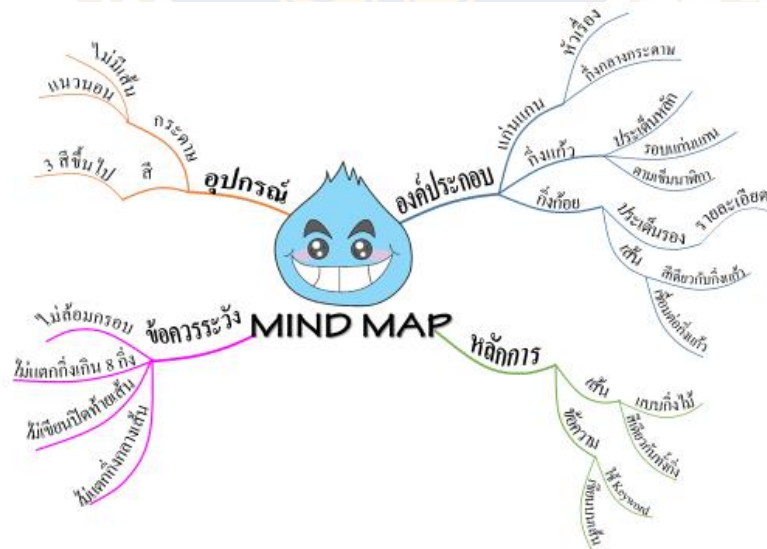 MIND MAP
องค์ประกอบ
แก่นแกน
หัวเรื่อง
กึ่งกลางกระดาษ
กิ่งแก้ว
ประเด็นหลัก
รอบแก่นแกน
ตามเข็มนาฬิกา
กิ่งก้อย
ประเด็นรอง
รายละเอียด
เส้น
สีเดียวกับกิ่งแก้ว
เชื่อมต่อกิ่งแก้ว
หลักการ
เส้น
แบบกิ่งไม้
สีเดียวกันทั้งกิ่ง
ข้อความ
ใช้ Keyword
เขียนบนเส้น
ข้อควรระวัง
ไม่ล้อมกรอบ
ไม่แตกกิ่งเกิน 8 กิ่ง
ไม่เขียนปิดท้ายเส้น
ไม่แตกกิ่งกลางเส้น
อุปกรณ์
กระดาษ
ไม่มีเส้น
แนวนอน
สี
3 สีขึ้นไป